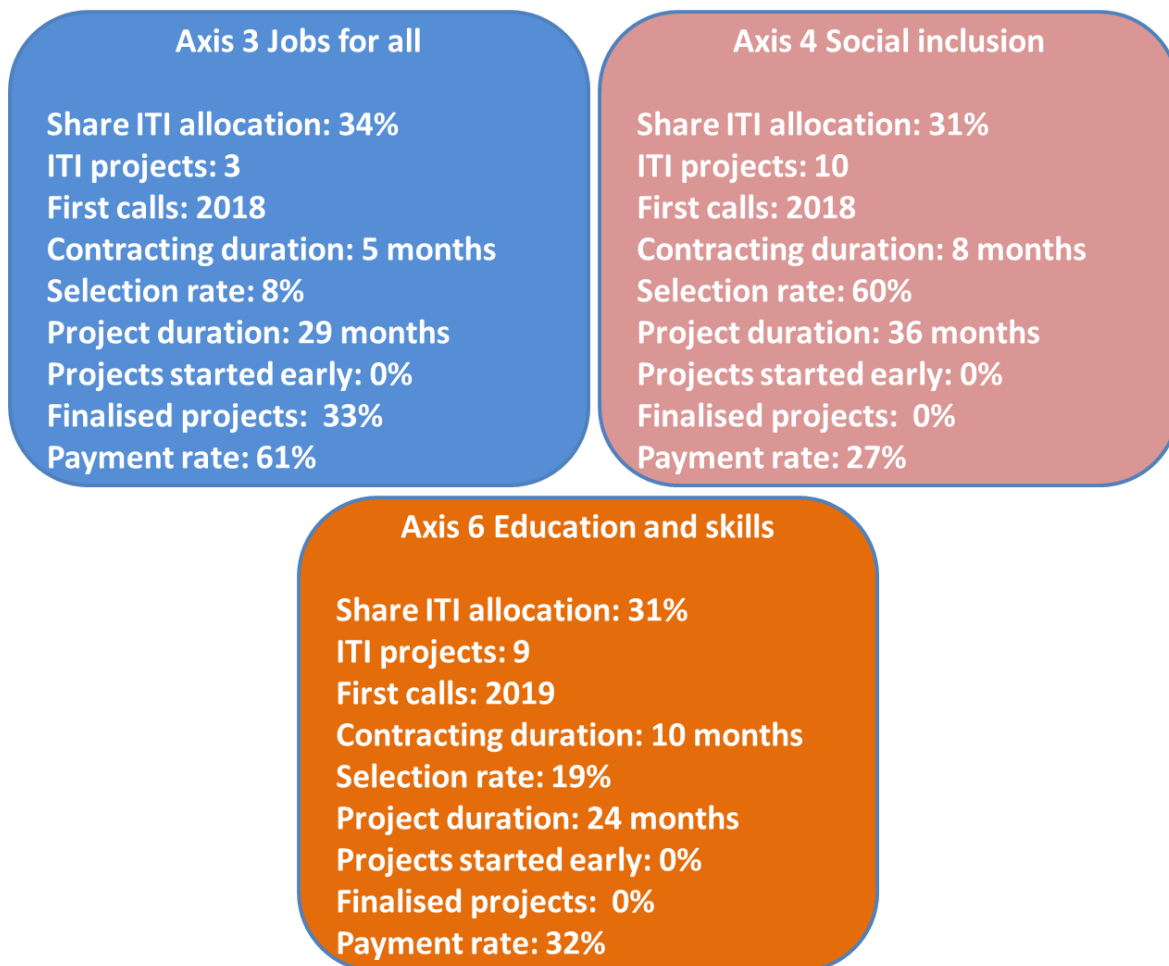 Axis 3 Jobs for all
Share ITI allocation: 34%
ITI projects: 3
First calls: 2018
Contracting duration: 5 months
Selection rate: 8%
Project duration: 29 months
Projects started early: 0%
Finalised projects:  33%
Payment rate: 61%
Axis 4 Social inclusion
Share ITI allocation: 31%
ITI projects: 10
First calls: 2018
Contracting duration: 8 months
Selection rate: 60%
Project duration: 36 months
Projects started early: 0%
Finalised projects:  0%
Payment rate: 27%
Axis 6 Education and skills
Share ITI allocation: 31%
ITI projects: 9
First calls: 2019
Contracting duration: 10 months
Selection rate: 19%
Project duration: 24 months
Projects started early: 0%
Finalised projects:  0%
Payment rate: 32%